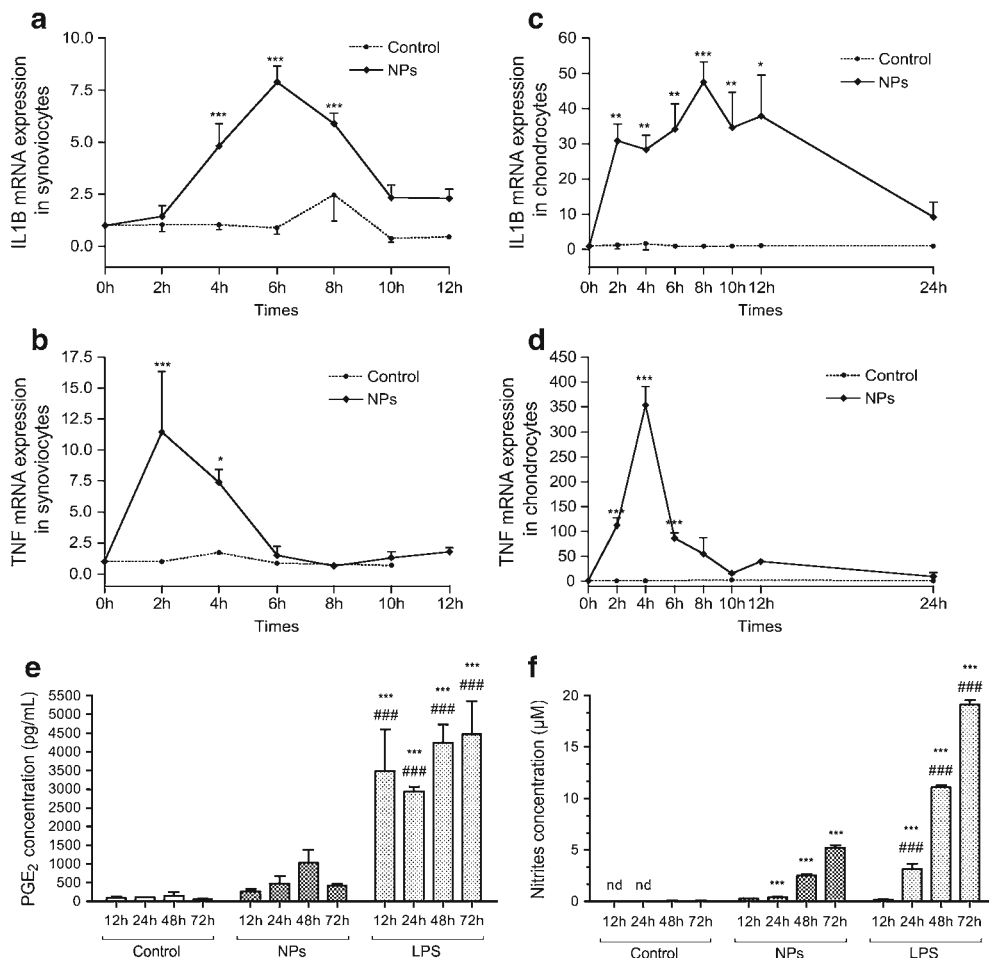 a
IL1B mRNA expression
in synoviocytes
10.0
7.5
5.0
2.5
0.0
***
***
***
Control
NPs
0h 2h 4h 6h 8h 10h 12h
Times
c
IL1B mRNA expression
in chondrocytes
60
50
40
30
20
10
0
**
**
**
***
**
*
Control
NPs
0h 2h 4h 6h 8h 10h 12h 24h
Times
b
TNF mRNA expression
in synoviocytes
17.5
15.0
12.5
10.0
7.5
5.0
2.5
0.0
***
*
Control
NPs
0h 2h 4h 6h 8h 10h 12h
Times
d
TNF mRNA expression
in chondrocytes
450
400
350
300
250
200
150
100
50
0
***
***
***
Control
NPs
0h 2h 4h 6h 8h 10h 12h 24h
Times
e
PGE2 concentration (pg/mL)
5500
5000
4500
4000
3500
3000
2500
2000
1500
1000
500
0
***
###
***
###
***
###
***
###
12h 24h 48h 72h 12h 24h 48h 72h 12h 24h 48h 72h
Control NPs LPS
f
Nitrites concentration (µM)
20
15
10
5
0
nd nd
***
***
***
***
###
***
###
***
###
12h 24h 48h 72h 12h 24h 48h 72h 12h 24h 48h 72h
Control NPs LPS